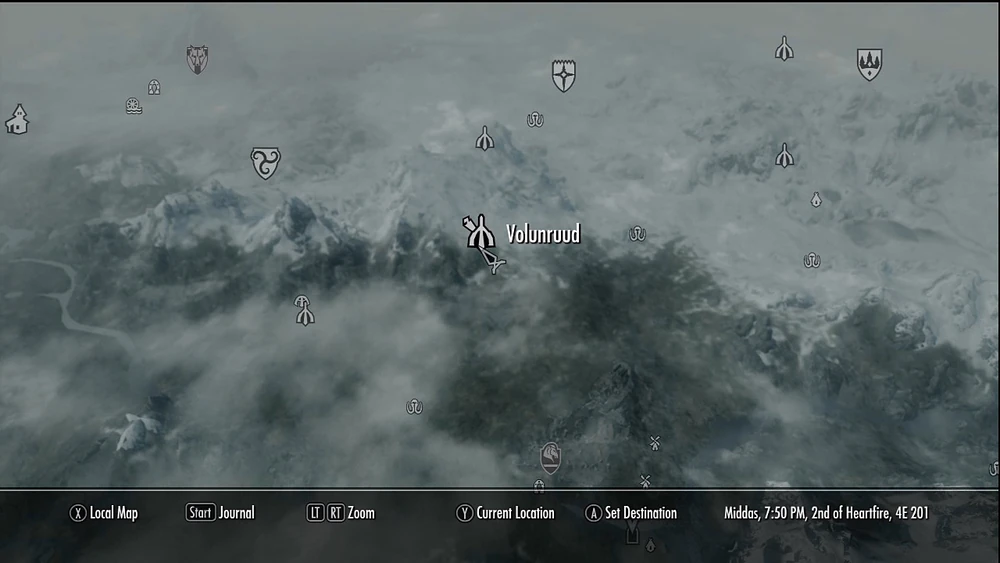 Volunruud
X Local Map Start Journal LT RT Zoom Y Current Location A Set Destination Middas, 7:50 PM, 2nd of Heartfire, 4E 201